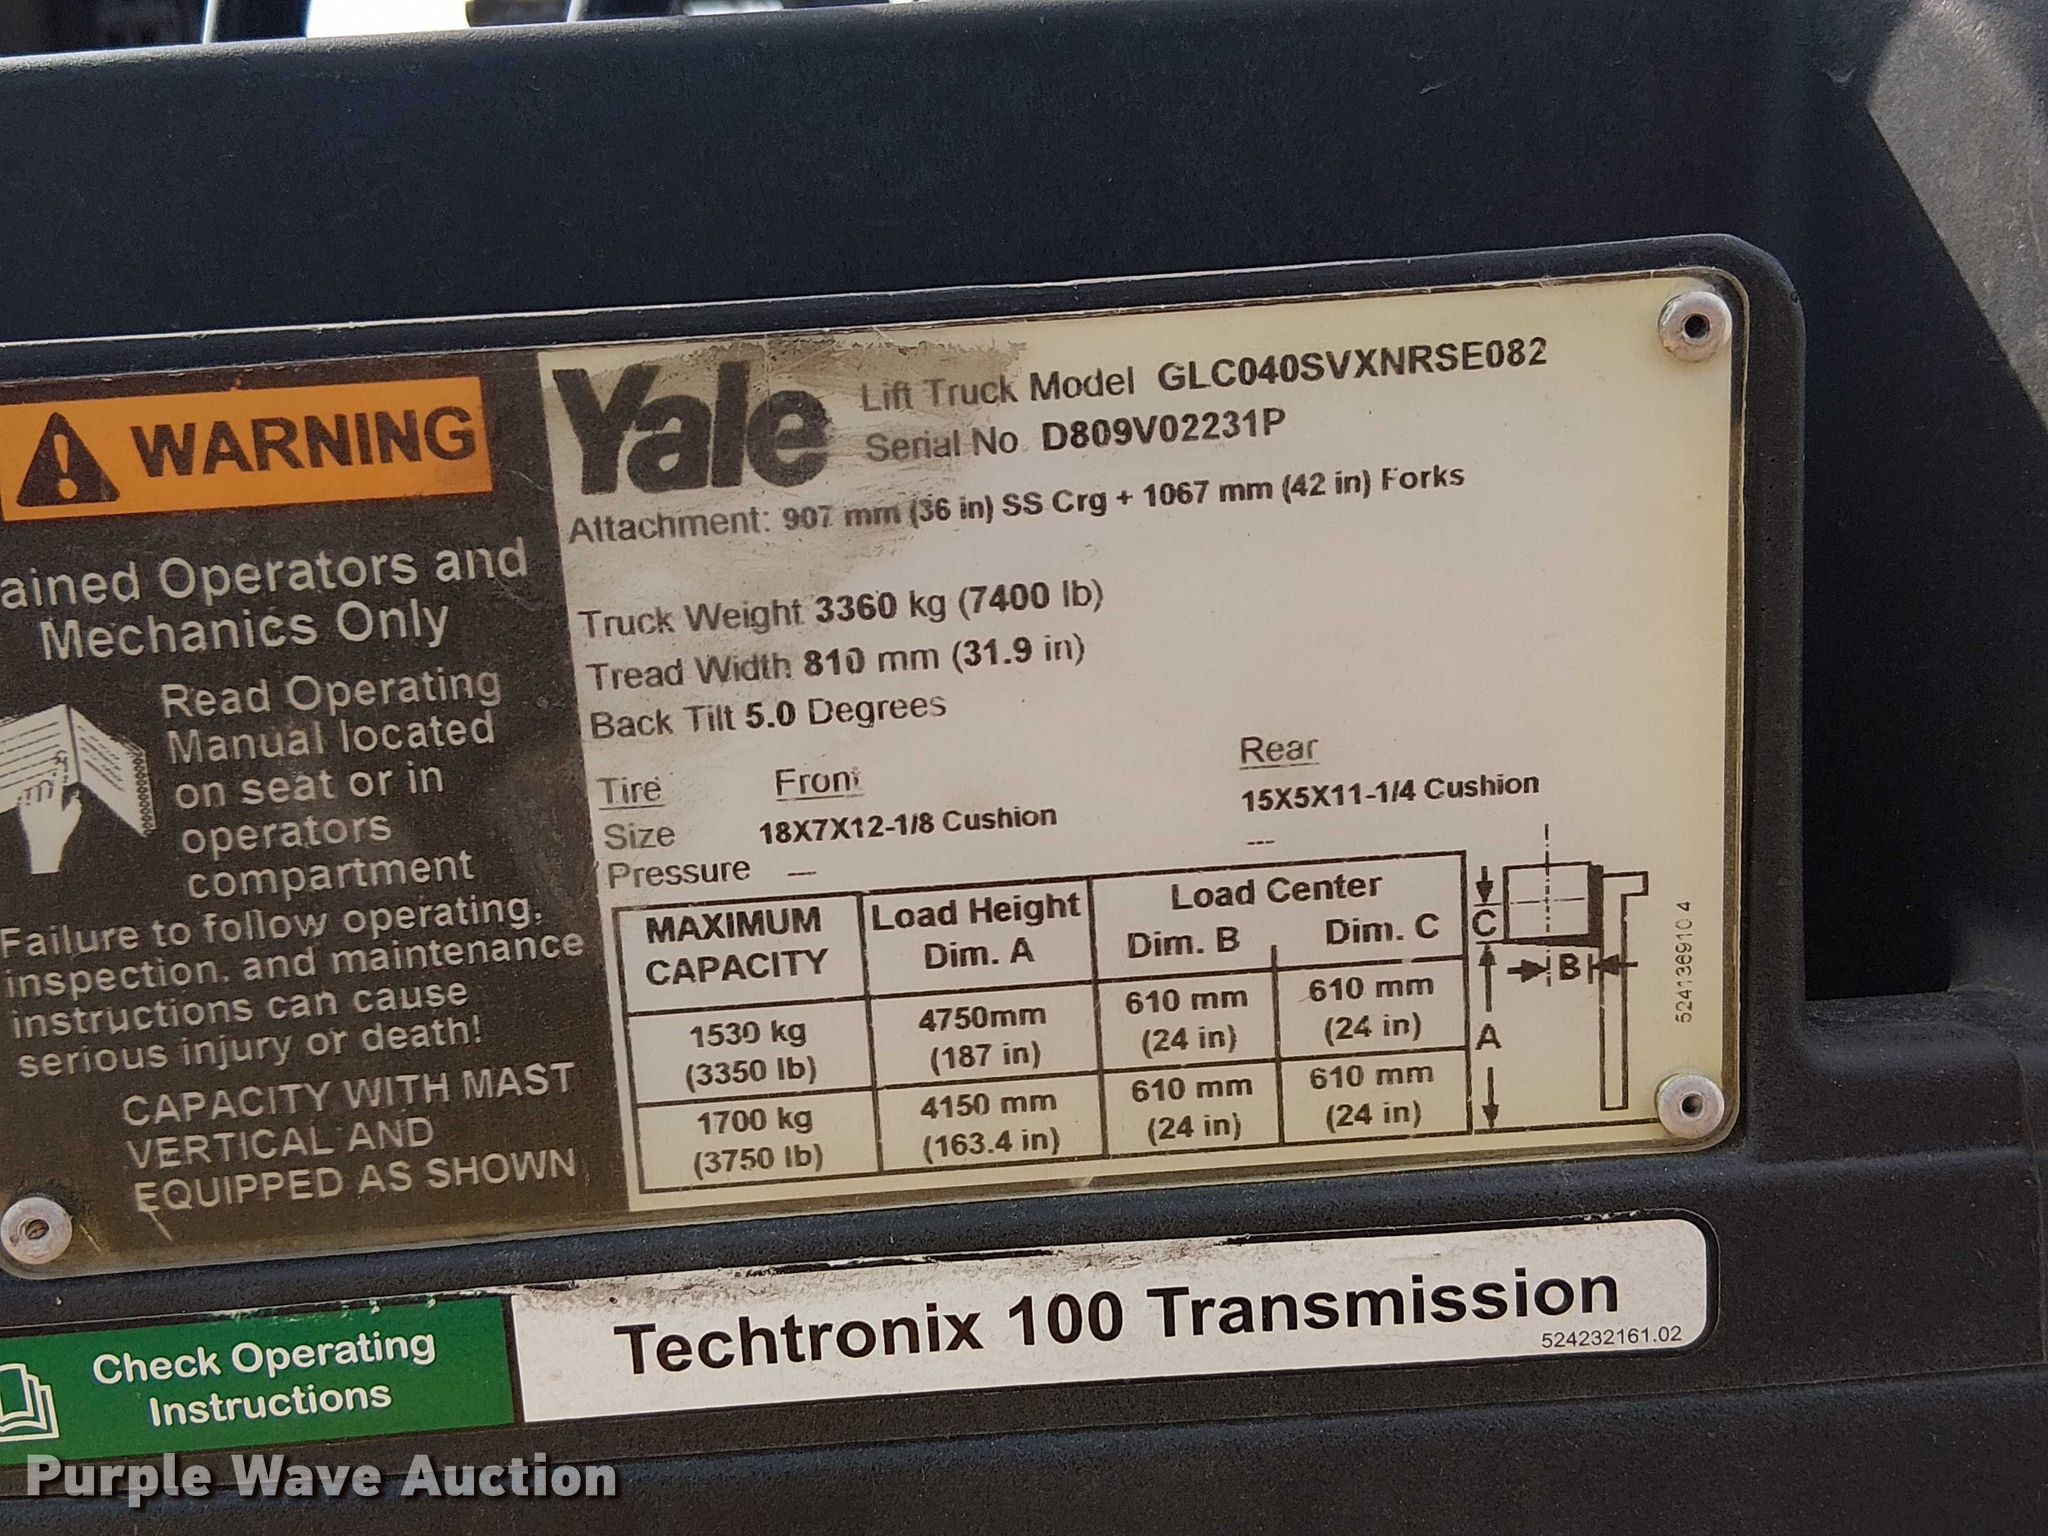 WARNING
ained Operators and
Mechanics Only
Read Operating
Manual located
on seat or in
operators
compartment
Failure to follow operating,
inspection, and maintenance
instructions can cause
serious injury or death!
CAPACITY WITH MAST
VERTICAL AND
EQUIPPED AS SHOWN
Yale
Lift Truck Model GLC040SVXNRSE082
Serial No. D809V02231P
Attachment: 907 mm (36 in) SS Crg + 1067 mm (42 in) Forks
Truck Weight 3360 kg (7400 lb)
Tread Width 810 mm (31.9 in)
Back Tilt 5.0 Degrees
Tire Front Rear
Size 18X7X12-1/8 Cushion 15X5X11-1/4 Cushion
Pressure --- ---
MAXIMUM CAPACITY
Load Height Dim. A
Load Center
Dim. B Dim. C
1530 kg 4750mm 610 mm 610 mm
(3350 lb) (187 in) (24 in) (24 in)
1700 kg 4150 mm 610 mm 610 mm
(3750 lb) (163.4 in) (24 in) (24 in)
C
B
A
524136910 4
Techtronix 100 Transmission
524232161.02
Check Operating
Instructions
Purple Wave Auction